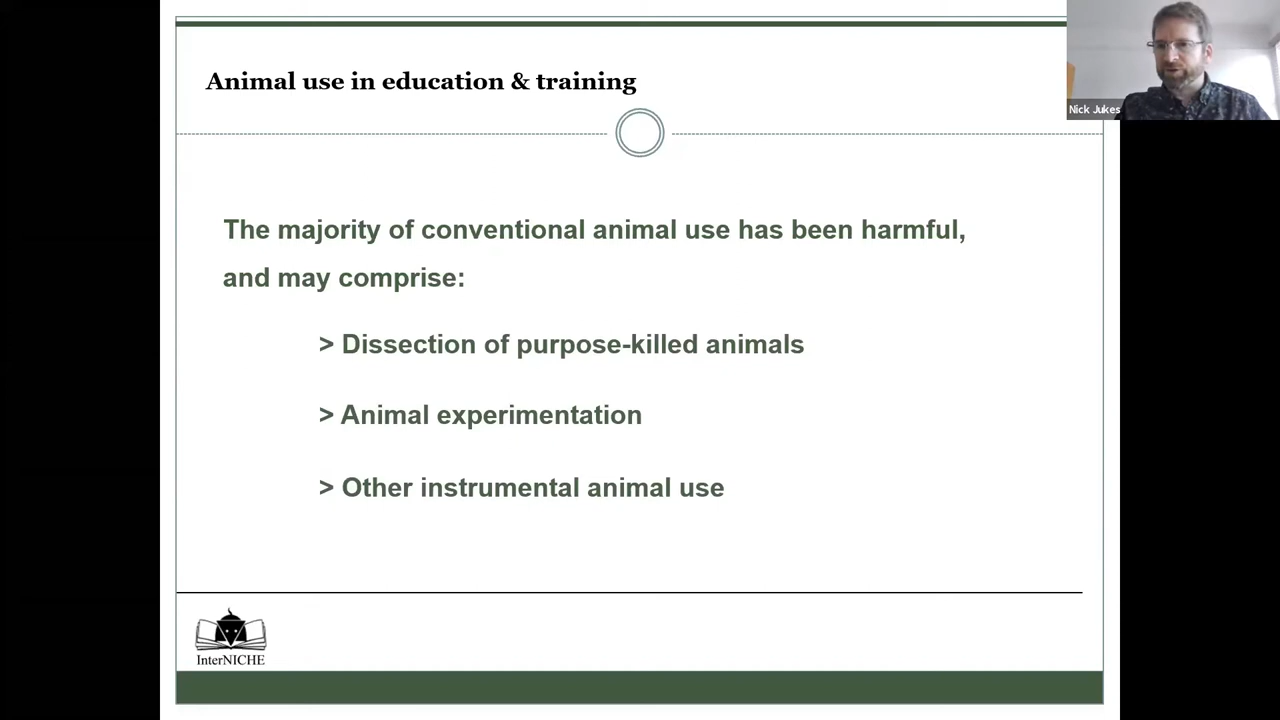 Animal use in education & training
Nick Jukes
The majority of conventional animal use has been harmful,
and may comprise:
> Dissection of purpose-killed animals
> Animal experimentation
> Other instrumental animal use
InterNICHE